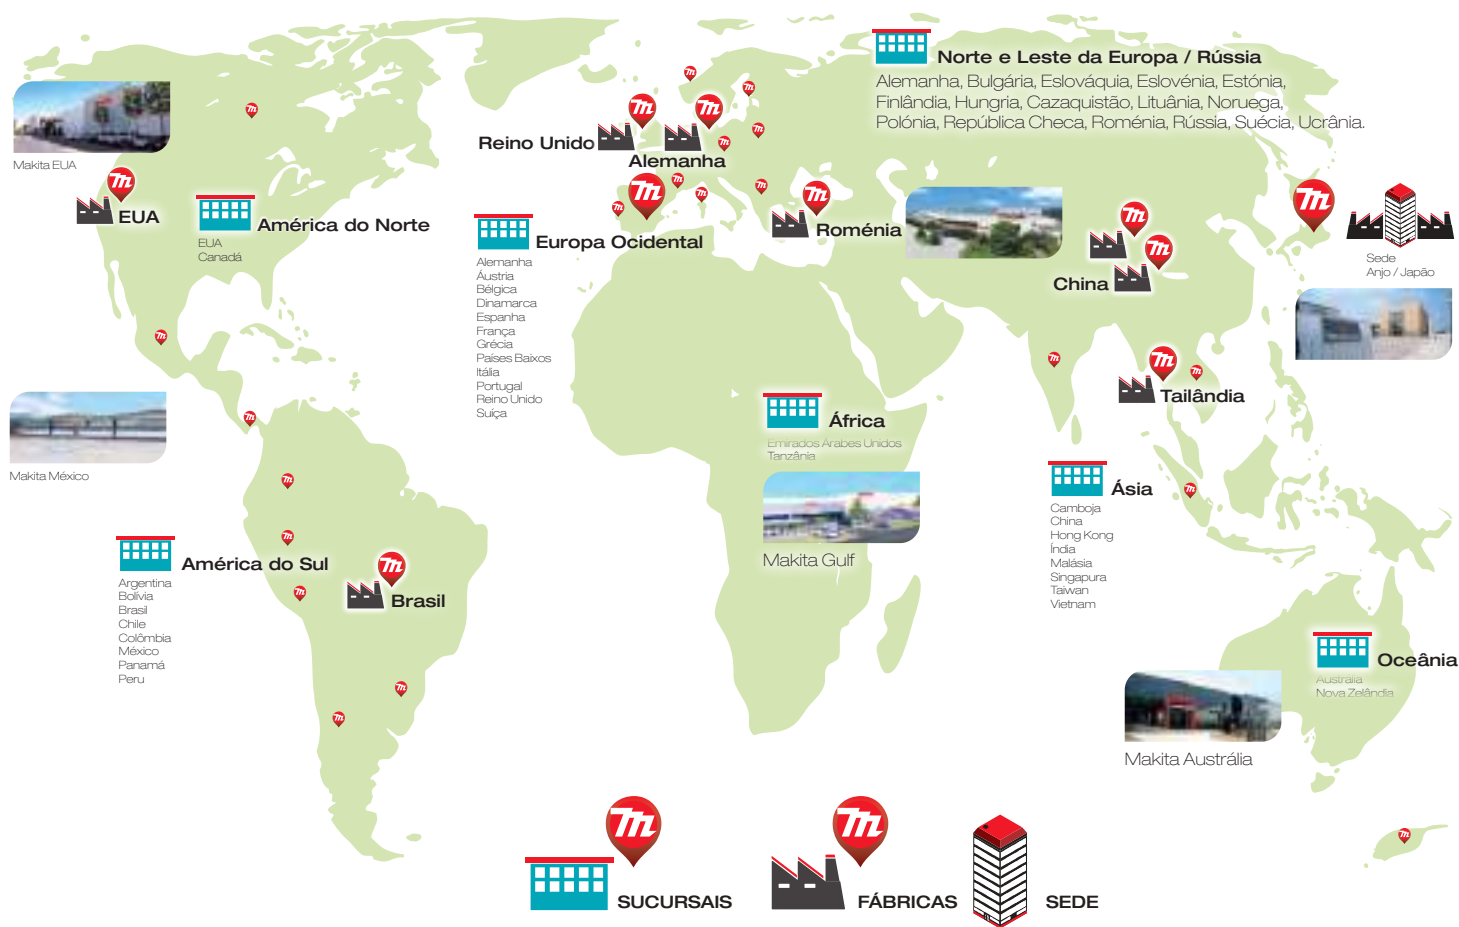 Norte e Leste da Europa / Rússia
Alemanha, Bulgária, Eslováquia, Eslovénia, Estónia,
Finlândia, Hungria, Cazaquistão, Lituânia, Noruega,
Polónia, República Checa, Roménia, Rússia, Suécia, Ucrânia.
Makita EUA
EUA
América do Norte
EUA
Canadá
Reino Unido
Alemanha
Europa Ocidental
Alemanha
Áustria
Bélgica
Dinamarca
Espanha
França
Grécia
Países Baixos
Itália
Portugal
Reino Unido
Suíça
Roménia
China
Sede
Anjo / Japão
Tailândia
Makita México
África
Emirados Árabes Unidos
Tanzânia
Makita Gulf
Ásia
Camboja
China
Hong Kong
Índia
Malásia
Singapura
Taiwan
Vietnam
América do Sul
Argentina
Bolívia
Brasil
Chile
Colômbia
México
Panamá
Peru
Brasil
Oceânia
Austrália
Nova Zelândia
Makita Austrália
SUCURSAIS
FÁBRICAS
SEDE